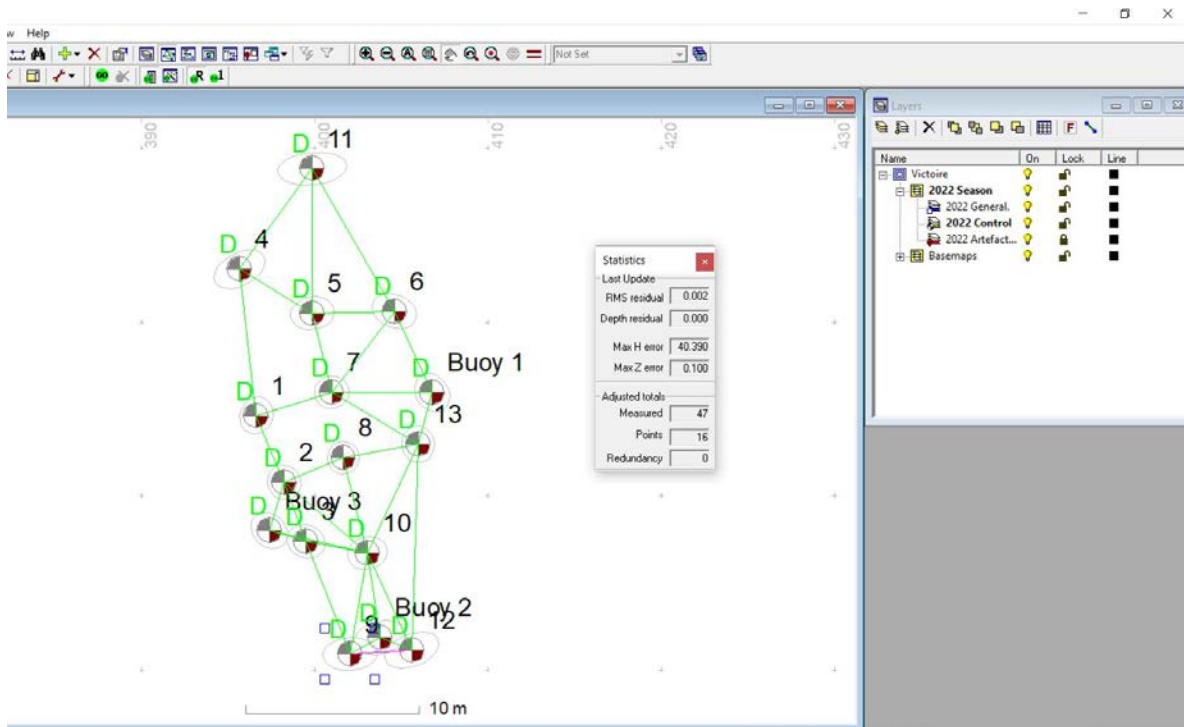 w Help
Not Set
R 1
Layers
390
400
410
420
430
D 11
D 4
D 5
D 6
D 7
D Buoy 1
D 1
D 13
D 8
D 2
D Buoy 3
D 3
D 10
D Buoy 2
D 9
D 12
10 m
Statistics
Last Update
RMS residual 0.002
Depth residual 0.000
Max H error 40.390
Max Z error 0.100
Adjusted totals
Measured 47
Points 16
Redundancy 0
Name On Lock Line
Victoire
2022 Season
2022 General.
2022 Control
2022 Artefact...
Basemaps
F